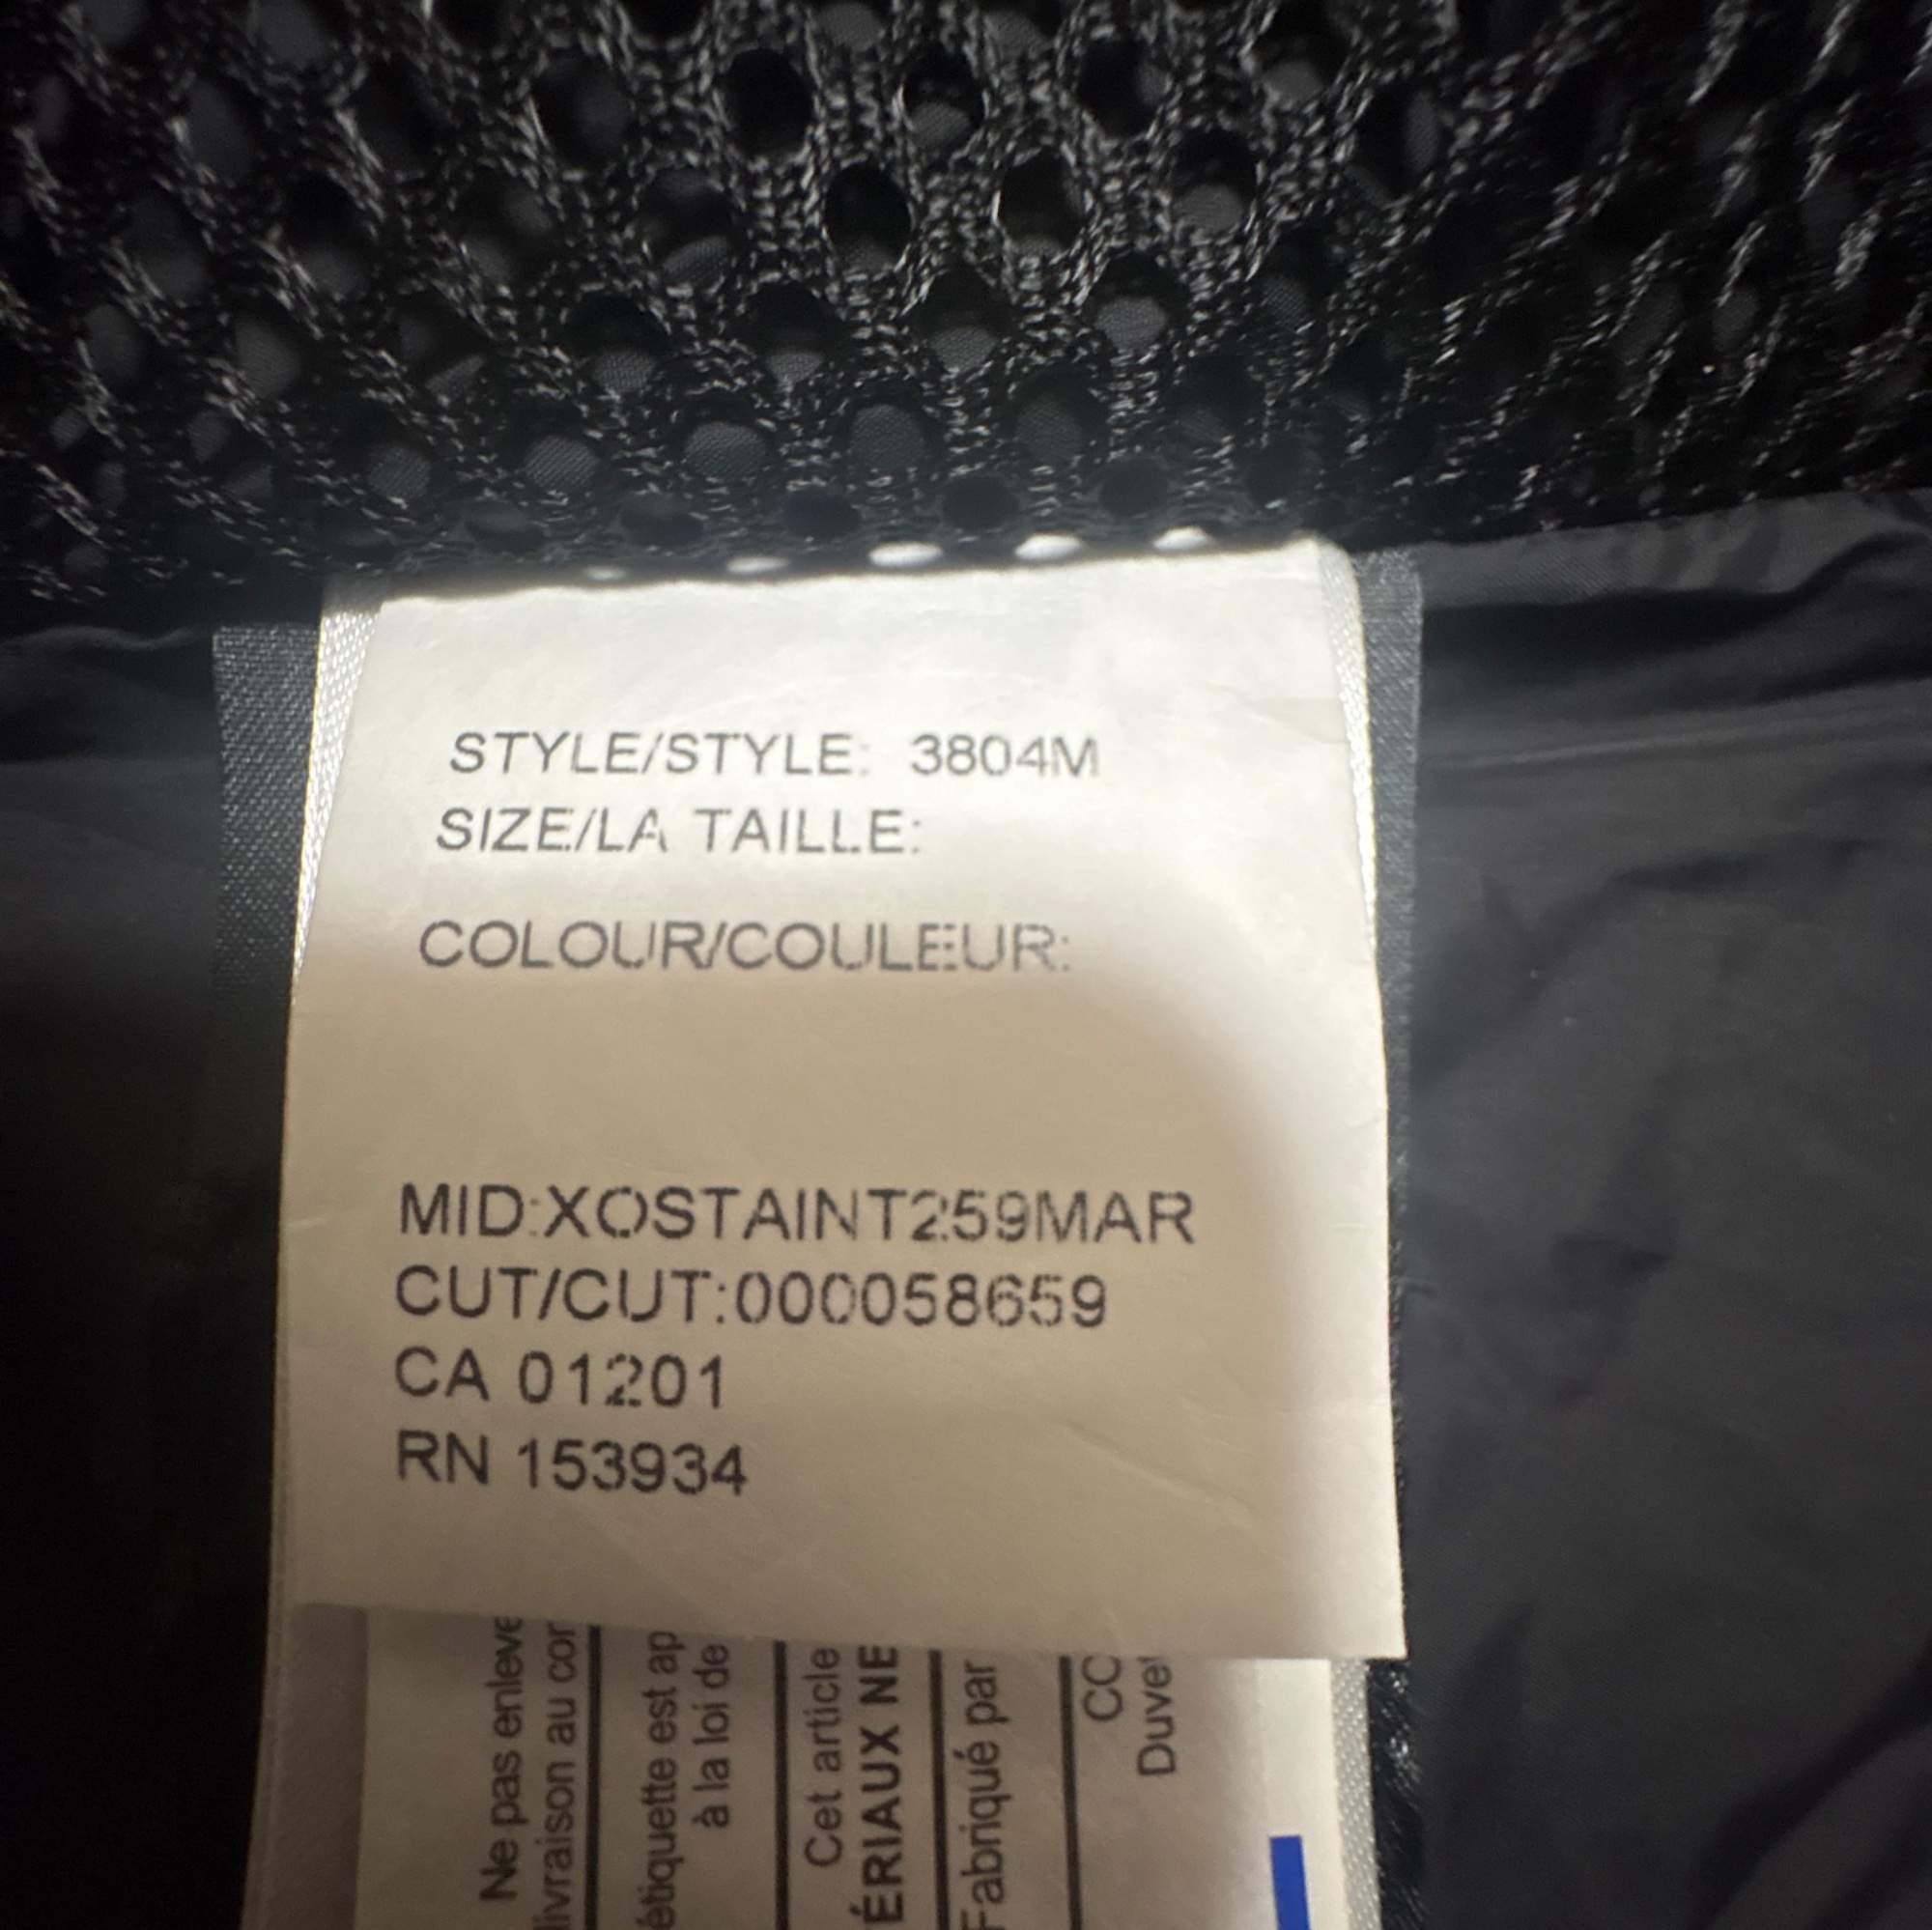 STYLE/STYLE: 3804M
SIZE/LA TAILLE:
COLOUR/COULEUR:
MID:XOSTAINT259MAR
CUT/CUT:000058659
CA 01201
RN 153934
Ne pas enleve
livraison au cor
étiquette est ap
à la loi de
Cet article
ÉRIAUX NE
Fabriqué par
CO
Duvet